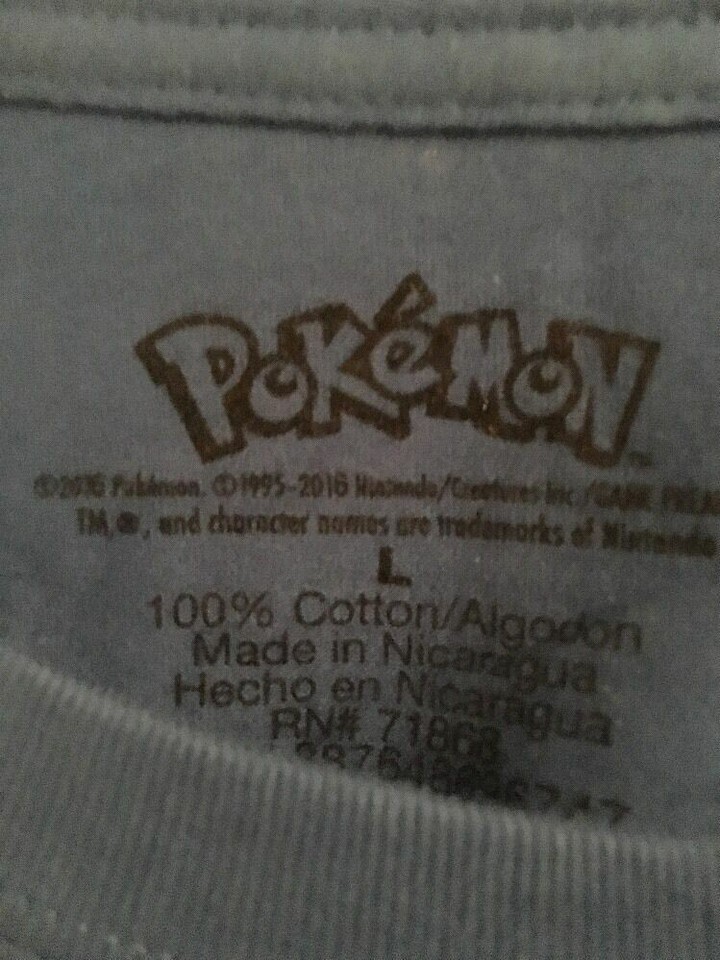 POKéMON
©2016 Pokémon. ©1995-2016 Nintendo/Creatures Inc./GAME FREAK
TM, ®, and character names are trademarks of Nintendo
L
100% Cotton/Algodon
Made in Nicaragua
Hecho en Nicaragua
RN# 71868